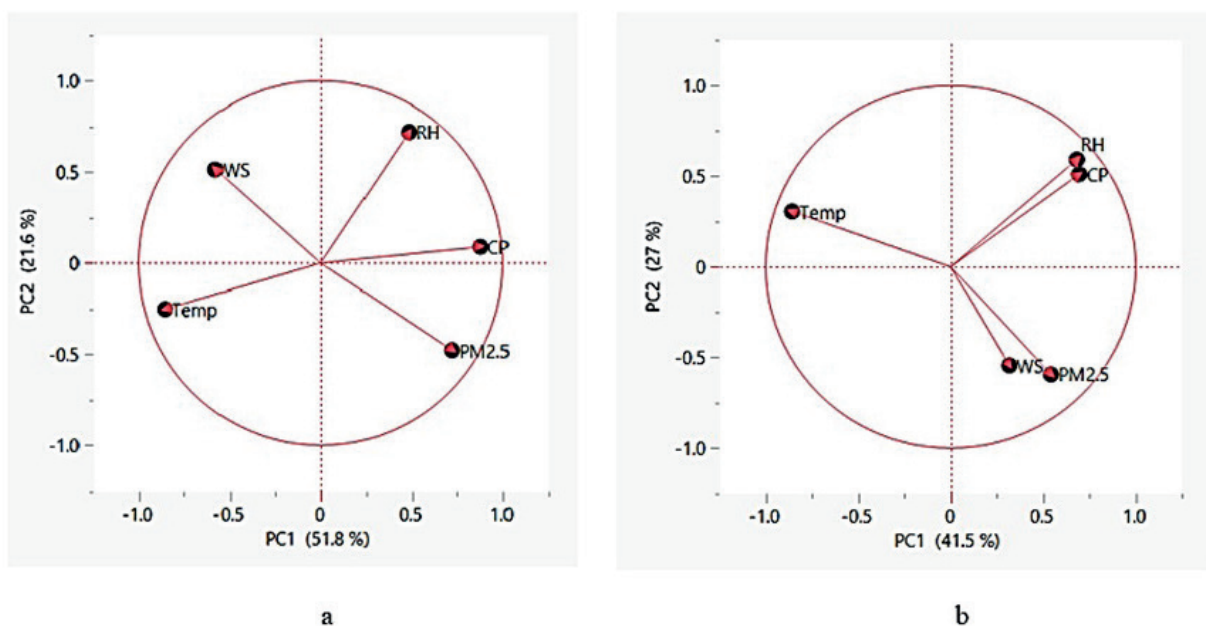 1.0
0.5
0
-0.5
-1.0
PC2 (21.6 %)
RH
WS
CP
Temp
PM2.5
-1.0 -0.5 0 0.5 1.0
PC1 (51.8 %)
a
1.0
0.5
0
-0.5
-1.0
PC2 (27 %)
RH
CP
Temp
WS
PM2.5
-1.0 -0.5 0 0.5 1.0
PC1 (41.5 %)
b